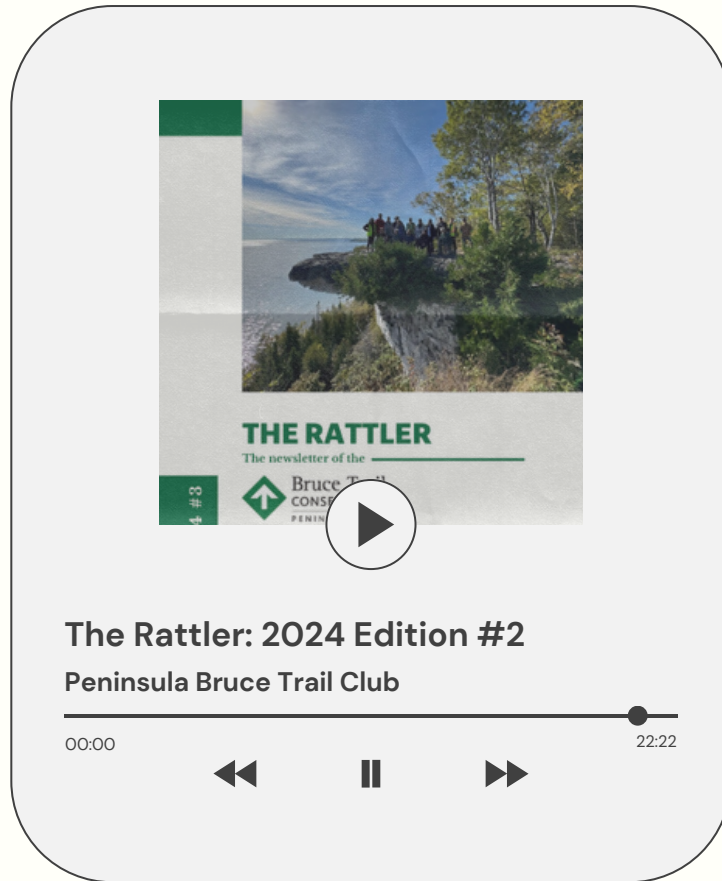 THE RATTLER
The newsletter of the
Bruce Trail
CONSE
PENIN
4 #3
The Rattler: 2024 Edition #2
Peninsula Bruce Trail Club
00:00
22:22